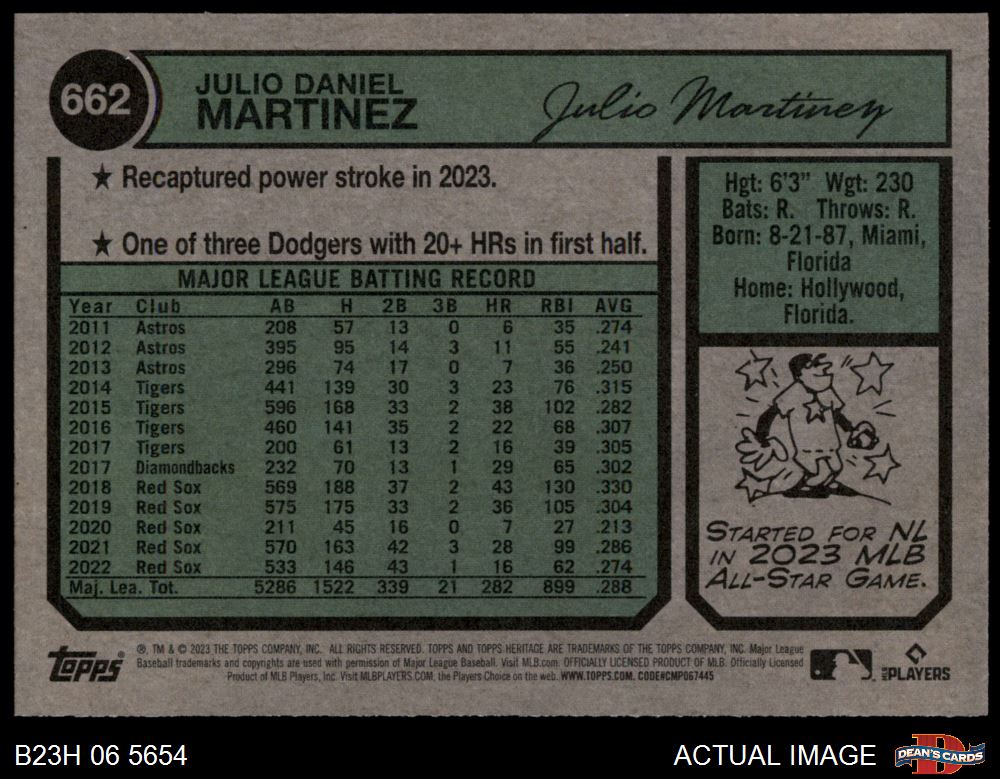 662
JULIO DANIEL
MARTINEZ
Julio Martinez
★ Recaptured power stroke in 2023.
★ One of three Dodgers with 20+ HRs in first half.
MAJOR LEAGUE BATTING RECORD
Year Club AB H 2B 3B HR RBI AVG
2011 Astros 208 57 13 0 6 35 .274
2012 Astros 395 95 14 3 11 55 .241
2013 Astros 296 74 17 0 7 36 .250
2014 Tigers 441 139 30 3 23 76 .315
2015 Tigers 596 168 33 2 38 102 .282
2016 Tigers 460 141 35 2 22 68 .307
2017 Tigers 200 61 13 2 16 39 .305
2017 Diamondbacks 232 70 13 1 29 65 .302
2018 Red Sox 569 188 37 2 43 130 .330
2019 Red Sox 575 175 33 2 36 105 .304
2020 Red Sox 211 45 16 0 7 27 .213
2021 Red Sox 570 163 42 3 28 99 .286
2022 Red Sox 533 146 43 1 16 62 .274
Maj. Lea. Tot. 5286 1522 339 21 282 899 .288
Hgt: 6'3" Wgt: 230
Bats: R. Throws: R.
Born: 8-21-87, Miami,
Florida
Home: Hollywood,
Florida.
STARTED FOR NL
IN 2023 MLB
ALL-STAR GAME.
Topps
®, TM & © 2023 THE TOPPS COMPANY, INC. ALL RIGHTS RESERVED. TOPPS AND TOPPS HERITAGE ARE TRADEMARKS OF THE TOPPS COMPANY, INC. Major League
Baseball trademarks and copyrights are used with permission of Major League Baseball. Visit MLB.com. OFFICIALLY LICENSED PRODUCT OF MLB. Officially Licensed
Product of MLB Players, Inc. Visit MLBPLAYERS.COM, the Players Choice on the web. WWW.TOPPS.COM. CODE#CMP067445
MLB PLAYERS
B23H 06 5654
ACTUAL IMAGE
DEAN'S CARDS